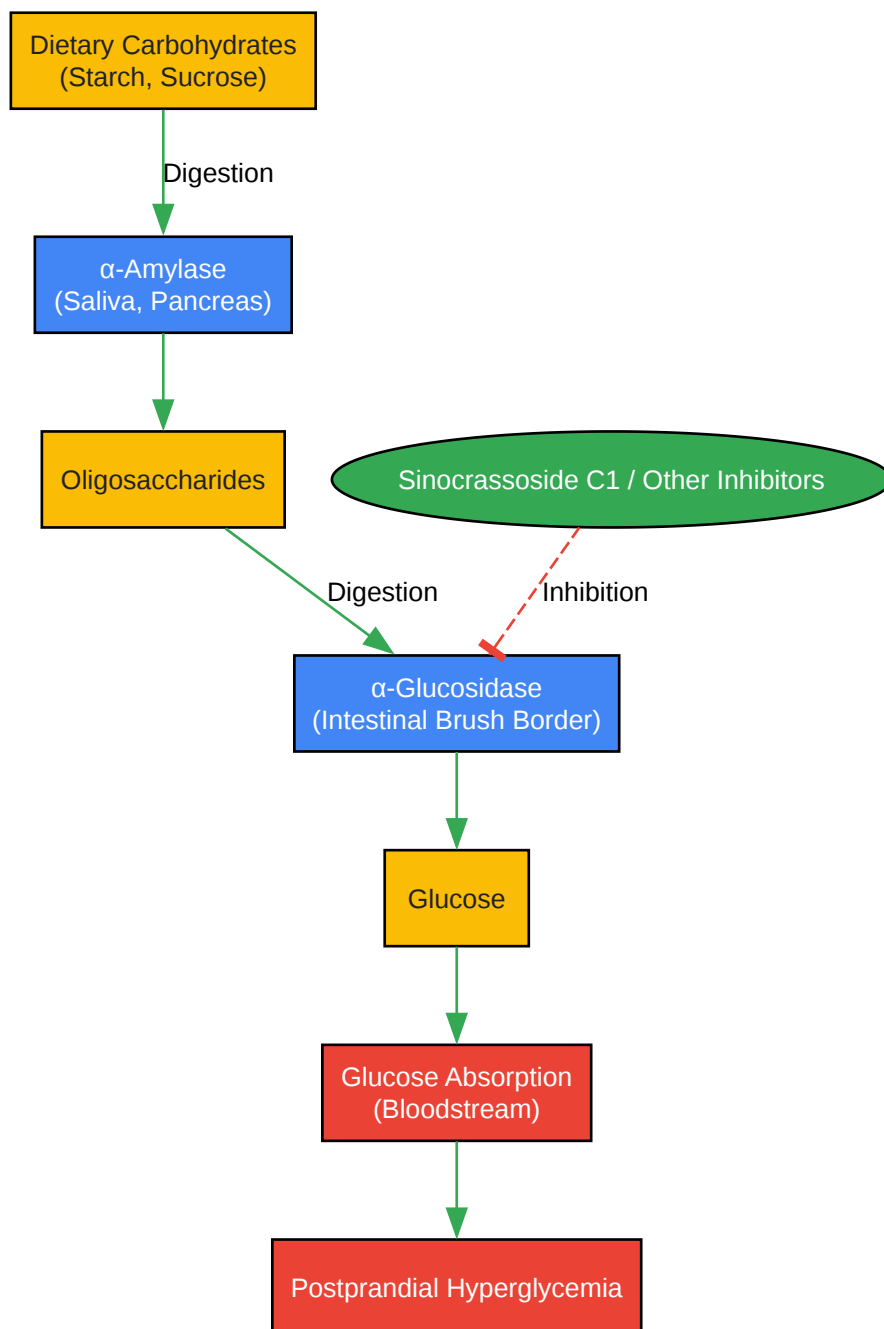 Dietary Carbohydrates
(Starch, Sucrose)
Digestion
α-Amylase
(Saliva, Pancreas)
Oligosaccharides
Sinocrassoside C1 / Other Inhibitors
Digestion
Inhibition
α-Glucosidase
(Intestinal Brush Border)
Glucose
Glucose Absorption
(Bloodstream)
Postprandial Hyperglycemia